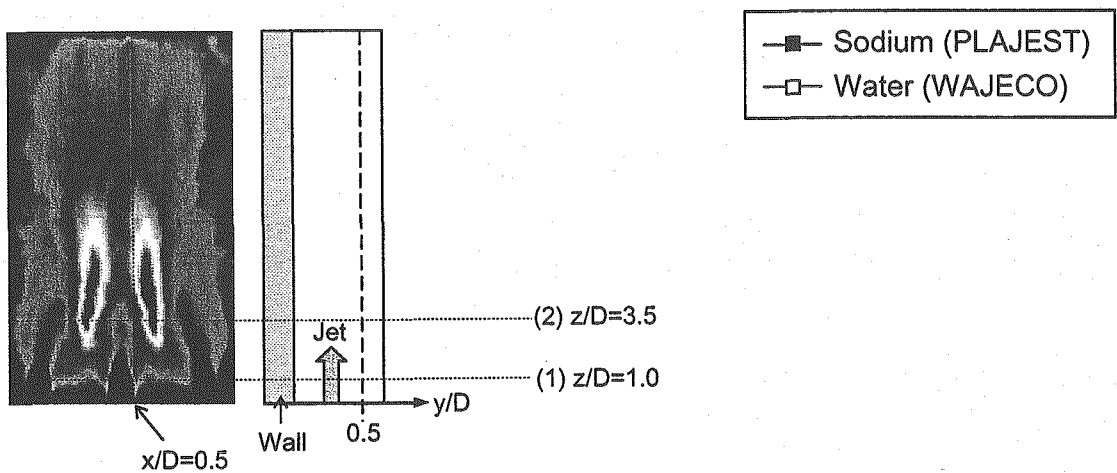 Sodium (PLAJEST)
Water (WAJECO)
(2) z/D=3.5
Jet
(1) z/D=1.0
y/D
Wall
0.5
x/D=0.5